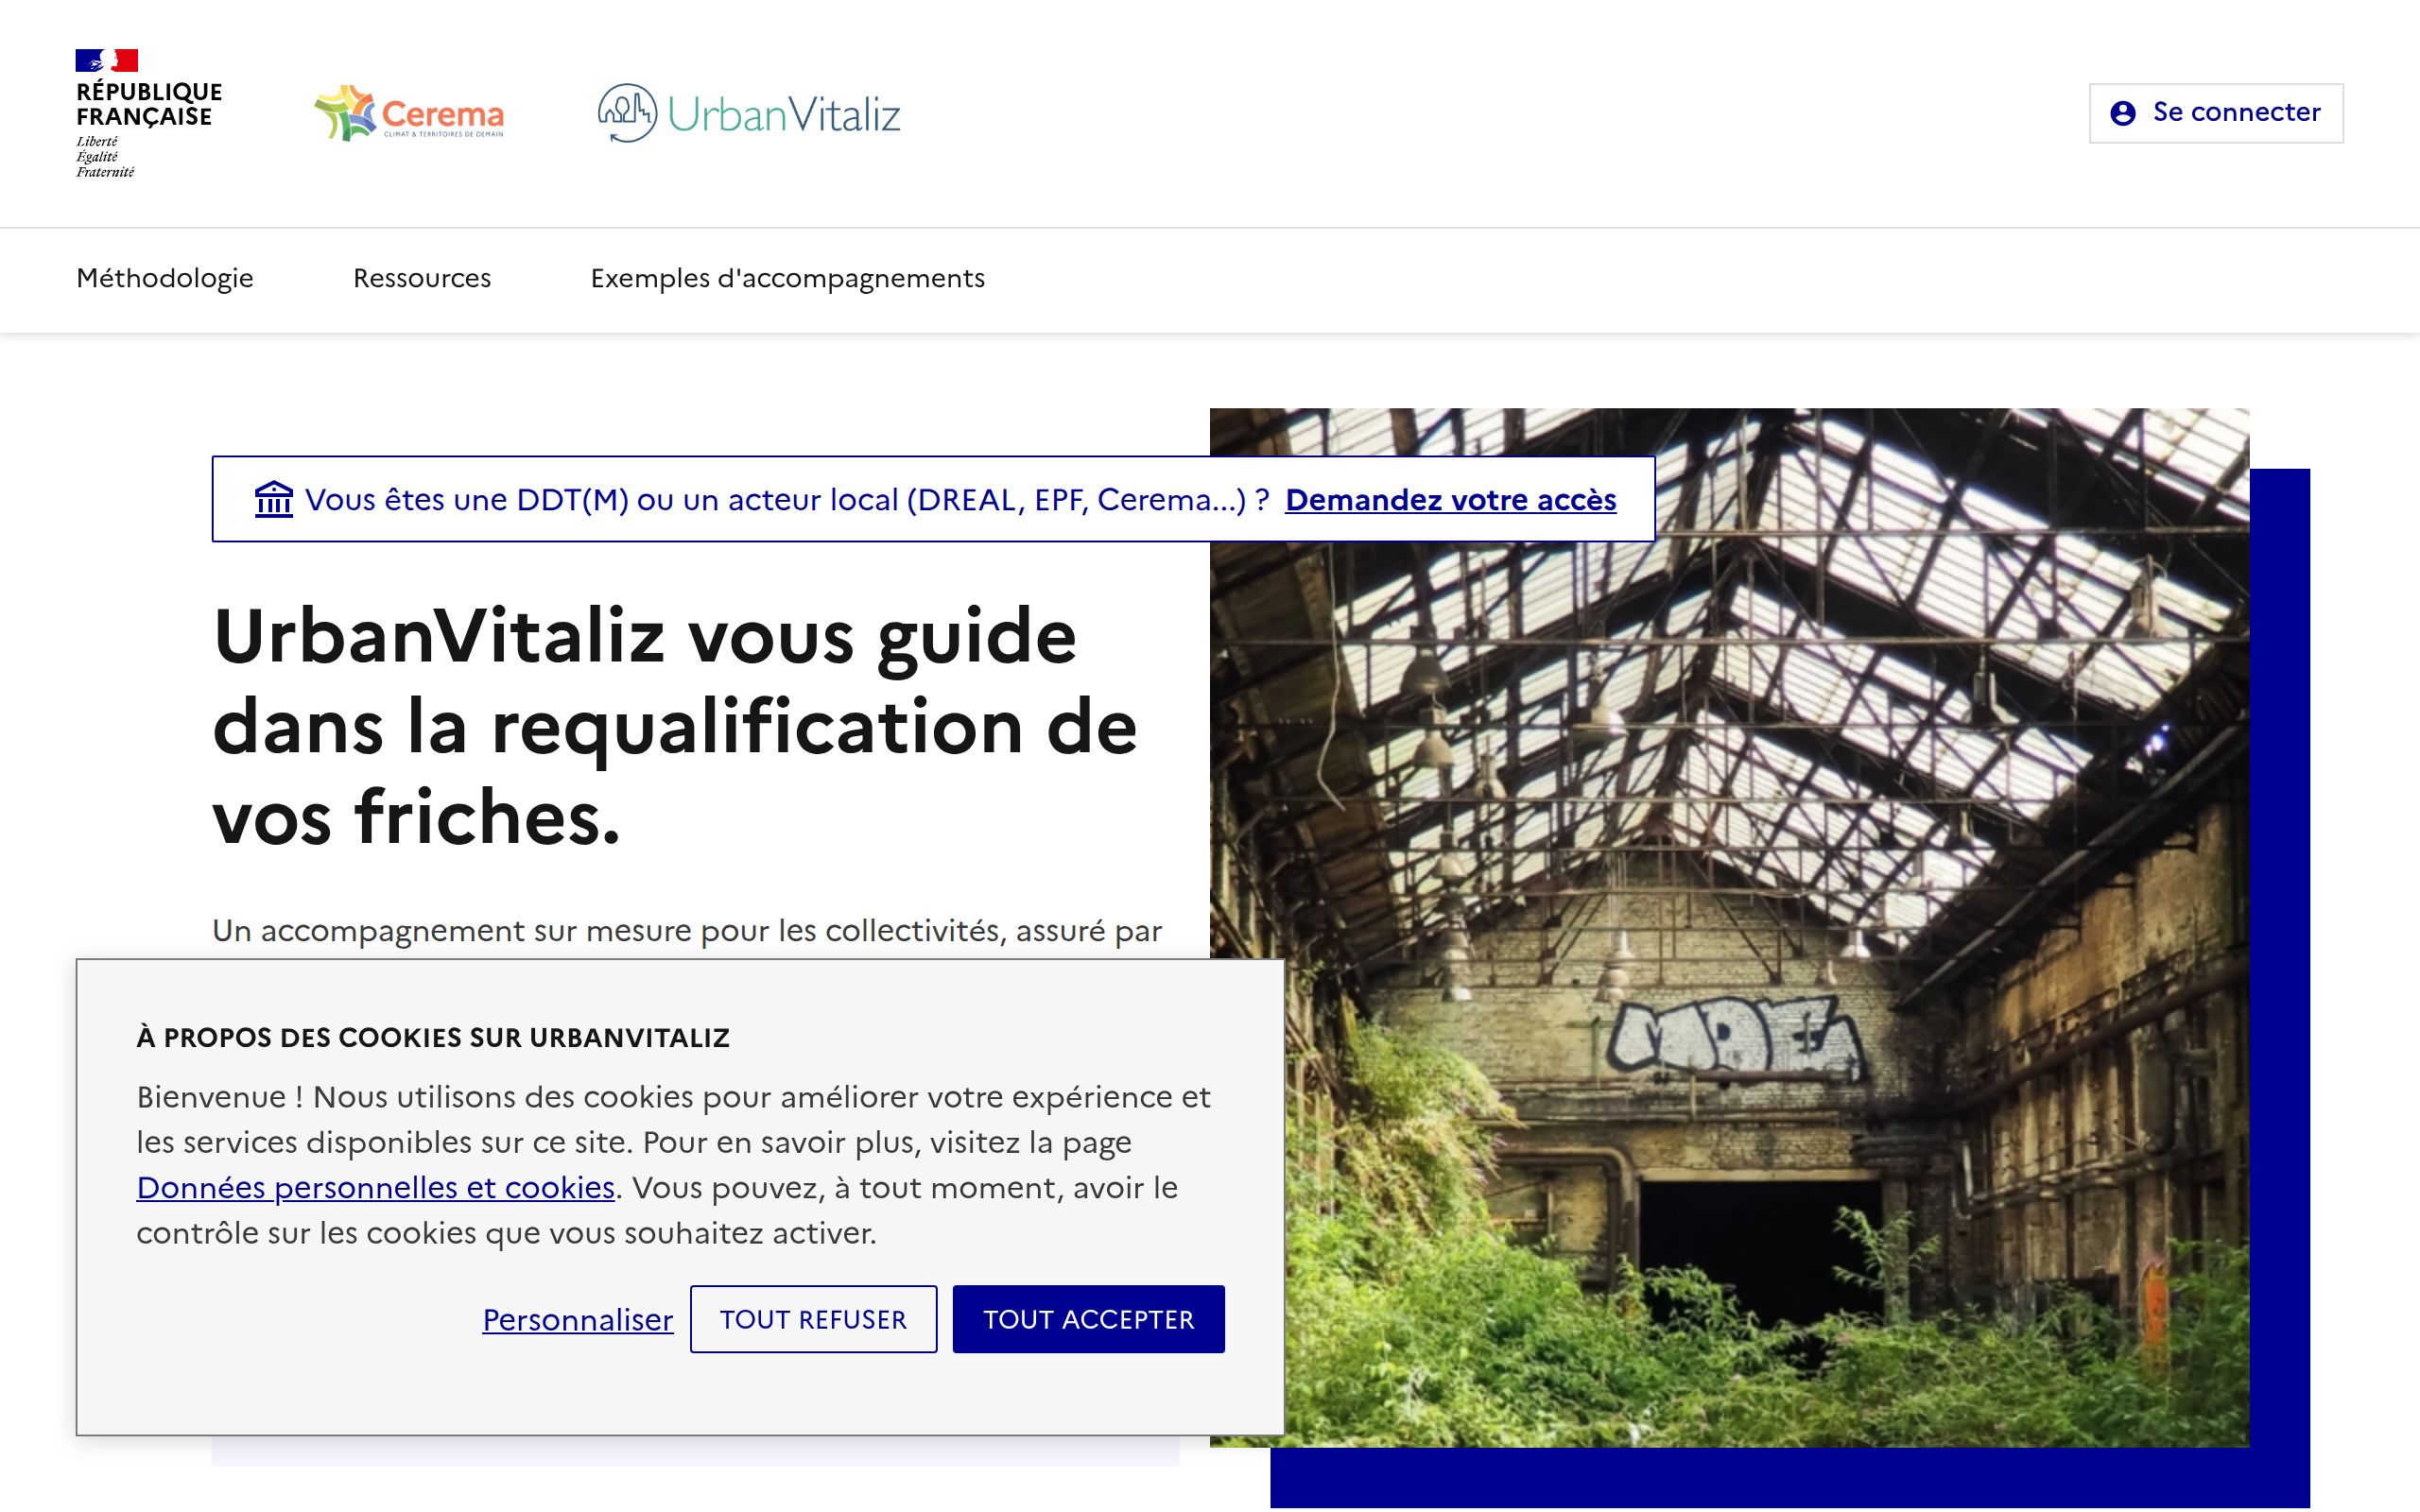 RÉPUBLIQUE
FRANÇAISE
Liberté
Égalité
Fraternité
Cerema
CLIMAT & TERRITOIRES DE DEMAIN
UrbanVitaliz
Se connecter
Méthodologie
Ressources
Exemples d'accompagnements
Vous êtes une DDT(M) ou un acteur local (DREAL, EPF, Cerema...) ? Demandez votre accès
UrbanVitaliz vous guide
dans la requalification de
vos friches.
Un accompagnement sur mesure pour les collectivités, assuré par
À PROPOS DES COOKIES SUR URBANVITALIZ
Bienvenue ! Nous utilisons des cookies pour améliorer votre expérience et
les services disponibles sur ce site. Pour en savoir plus, visitez la page
Données personnelles et cookies. Vous pouvez, à tout moment, avoir le
contrôle sur les cookies que vous souhaitez activer.
Personnaliser
TOUT REFUSER
TOUT ACCEPTER